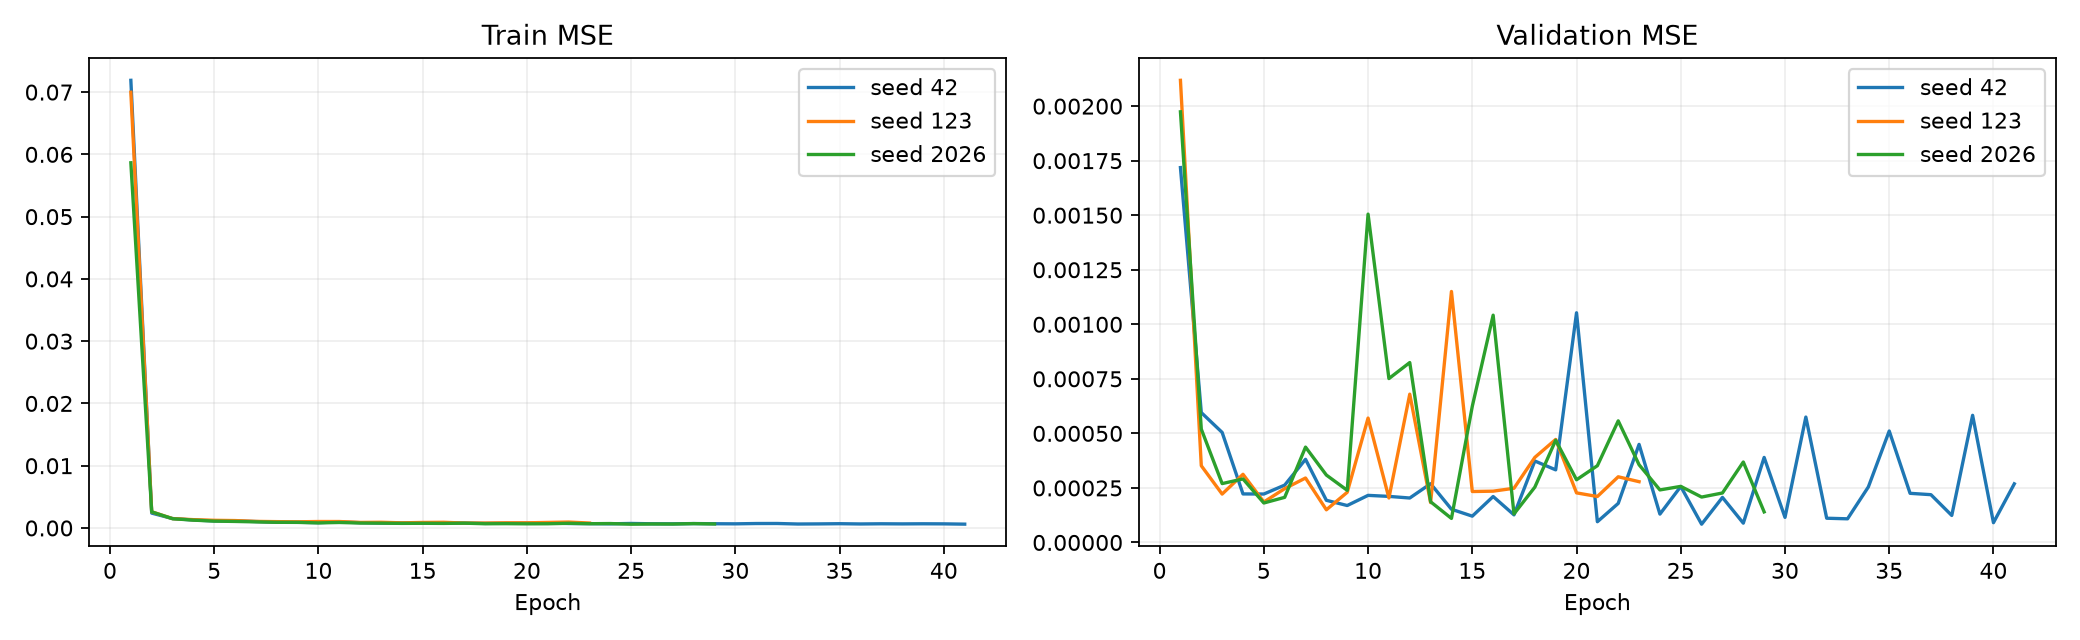 Train MSE
0.07
0.06
0.05
0.04
0.03
0.02
0.01
0.00
seed 42
seed 123
seed 2026
0 5 10 15 20 25 30 35 40
Epoch
Validation MSE
0.00200
0.00175
0.00150
0.00125
0.00100
0.00075
0.00050
0.00025
0.00000
seed 42
seed 123
seed 2026
0 5 10 15 20 25 30 35 40
Epoch